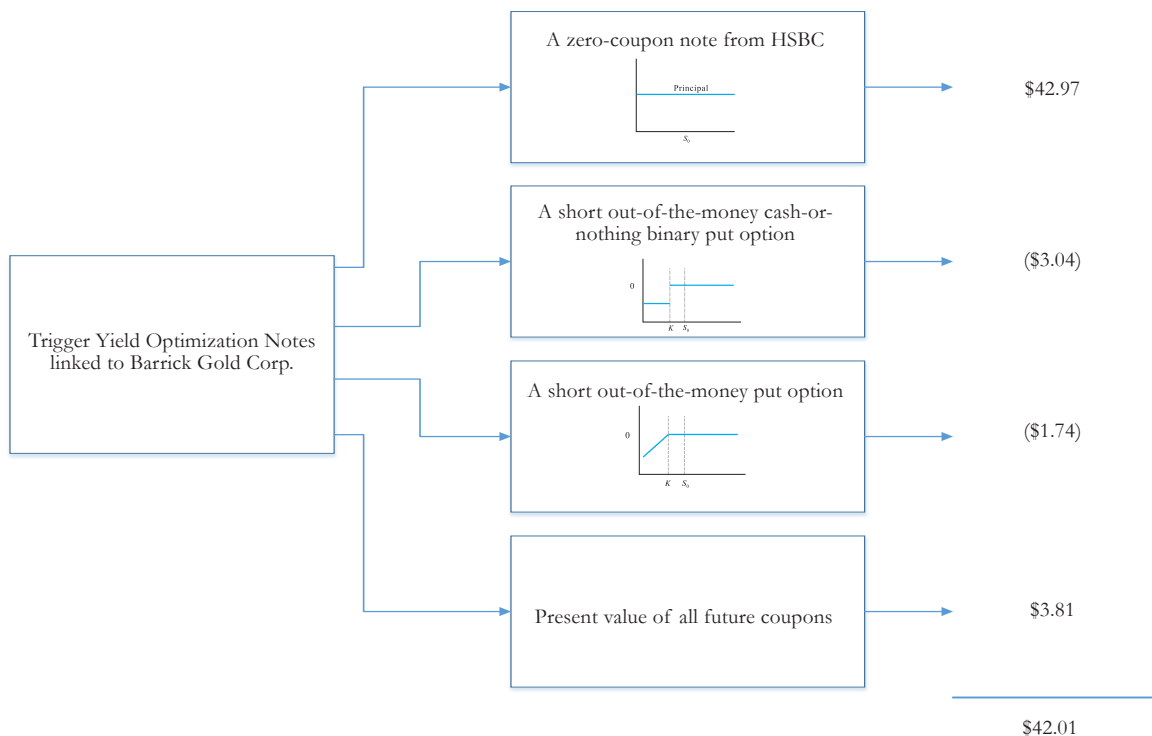 A zero-coupon note from HSBC
Principal
S₀
$42.97
A short out-of-the-money cash-or-
nothing binary put option
0
K S₀
($3.04)
Trigger Yield Optimization Notes
linked to Barrick Gold Corp.
A short out-of-the-money put option
0
K S₀
($1.74)
Present value of all future coupons
$3.81
$42.01